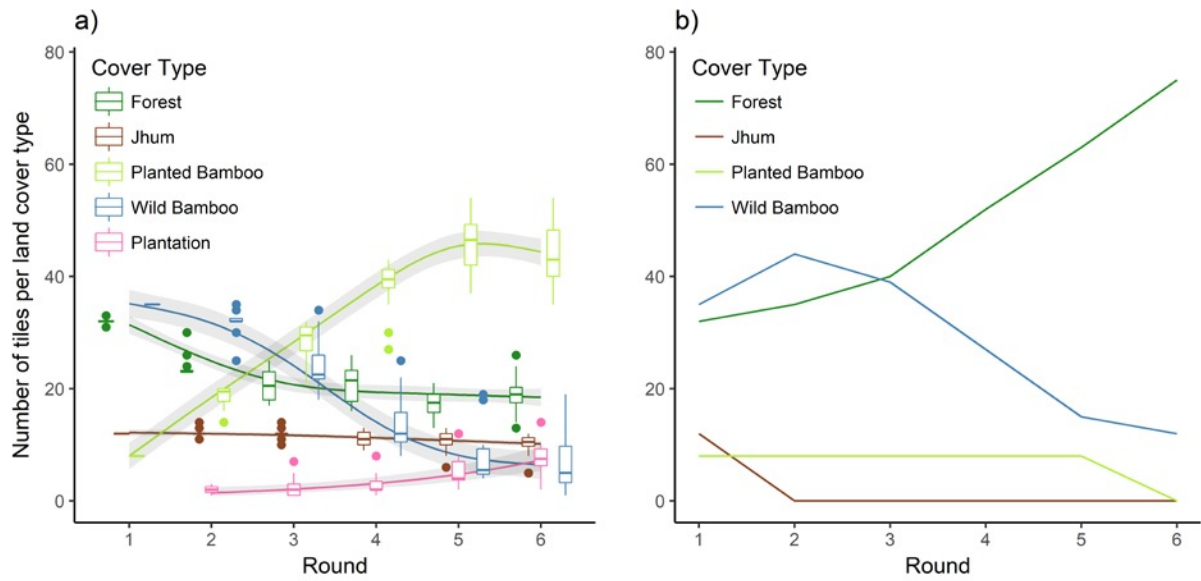 a)
Number of tiles per land cover type
80
60
40
20
0
Cover Type
Forest
Jhum
Planted Bamboo
Wild Bamboo
Plantation
1 2 3 4 5 6
Round
b)
80
60
40
20
0
Cover Type
Forest
Jhum
Planted Bamboo
Wild Bamboo
1 2 3 4 5 6
Round